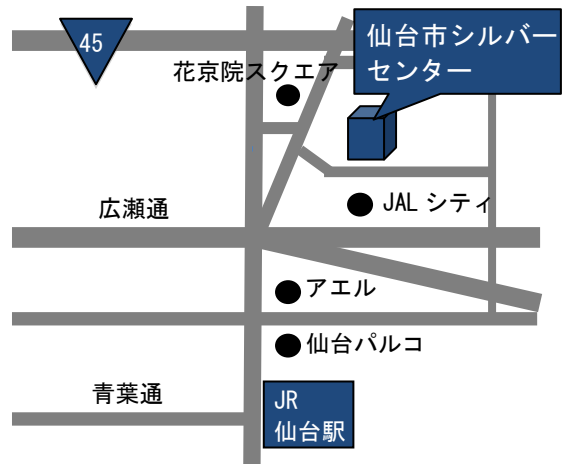 45
仙台市シルバー
センター
花京院スクエア
JAL シティ
広瀬通
アエル
仙台パルコ
青葉通
JR
仙台駅